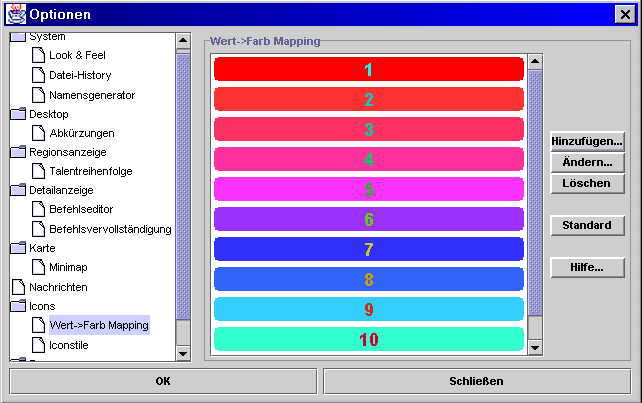 Optionen
System
Look & Feel
Datei-History
Namensgenerator
Desktop
Abkürzungen
Regionsanzeige
Talentreihenfolge
Detailanzeige
Befehlseditor
Befehlsvervollständigung
Karte
Minimap
Nachrichten
Icons
Wert->Farb Mapping
Iconstile
Wert->Farb Mapping
1
2
3
4
5
6
7
8
9
10
Hinzufügen...
Ändern...
Löschen
Standard
Hilfe...
OK
Schließen